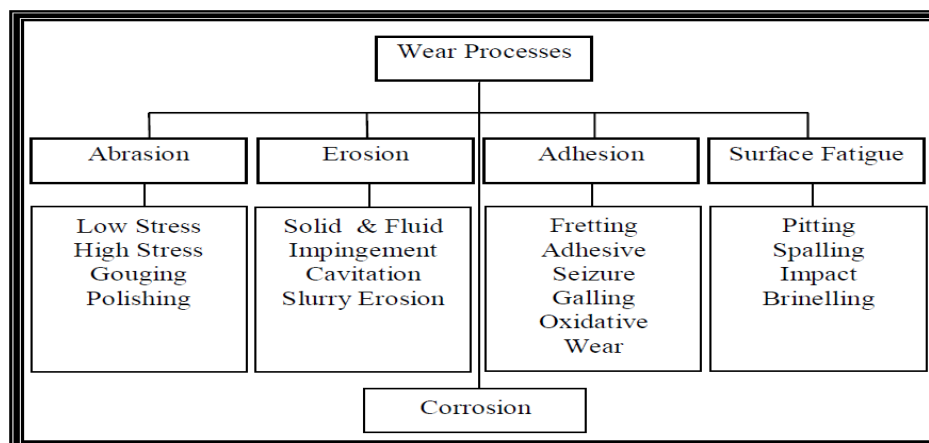 Wear Processes
Abrasion
Erosion
Adhesion
Surface Fatigue
Low Stress
High Stress
Gouging
Polishing
Solid & Fluid
Impingement
Cavitation
Slurry Erosion
Fretting
Adhesive
Seizure
Galling
Oxidative
Wear
Pitting
Spalling
Impact
Brinelling
Corrosion